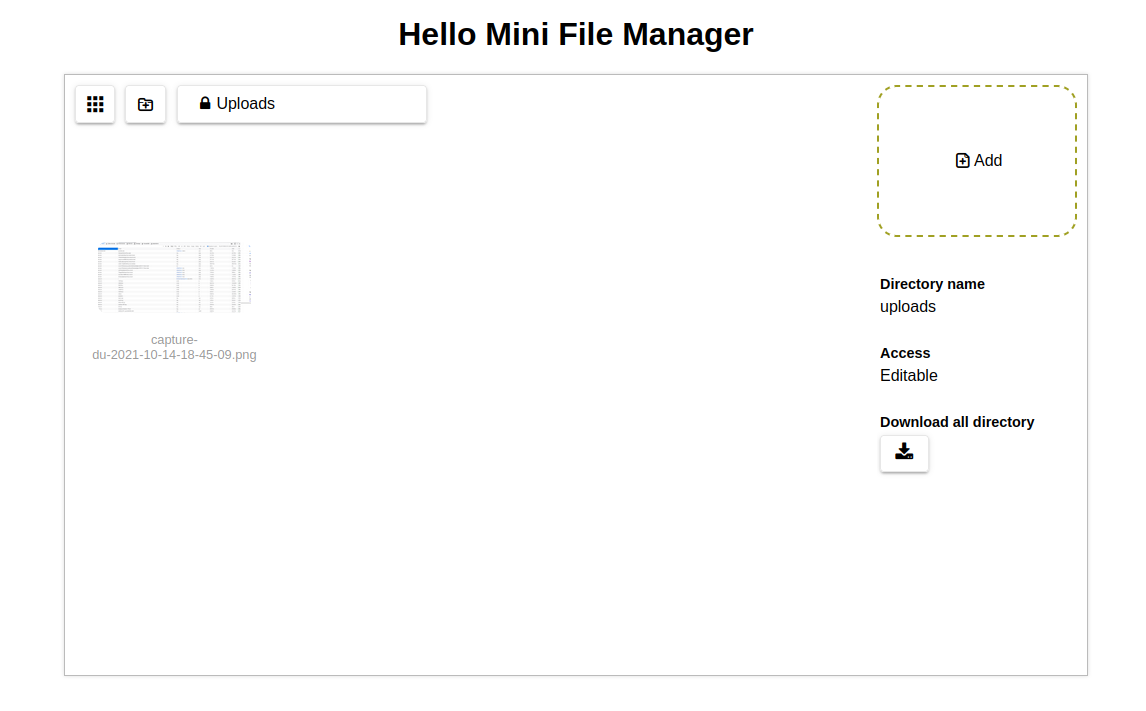 Hello Mini File Manager
Uploads
Add
capture-
du-2021-10-14-18-45-09.png
Directory name
uploads
Access
Editable
Download all directory